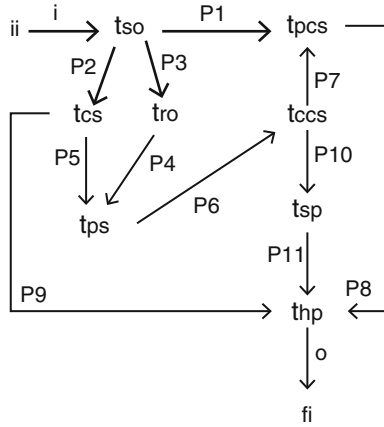 i P1
ii tso tpcs
P2 P3 P7
tcs tro tccs
P5 P4 P10
tps P6 tsp
P11
P9 P8
thp
o
fi